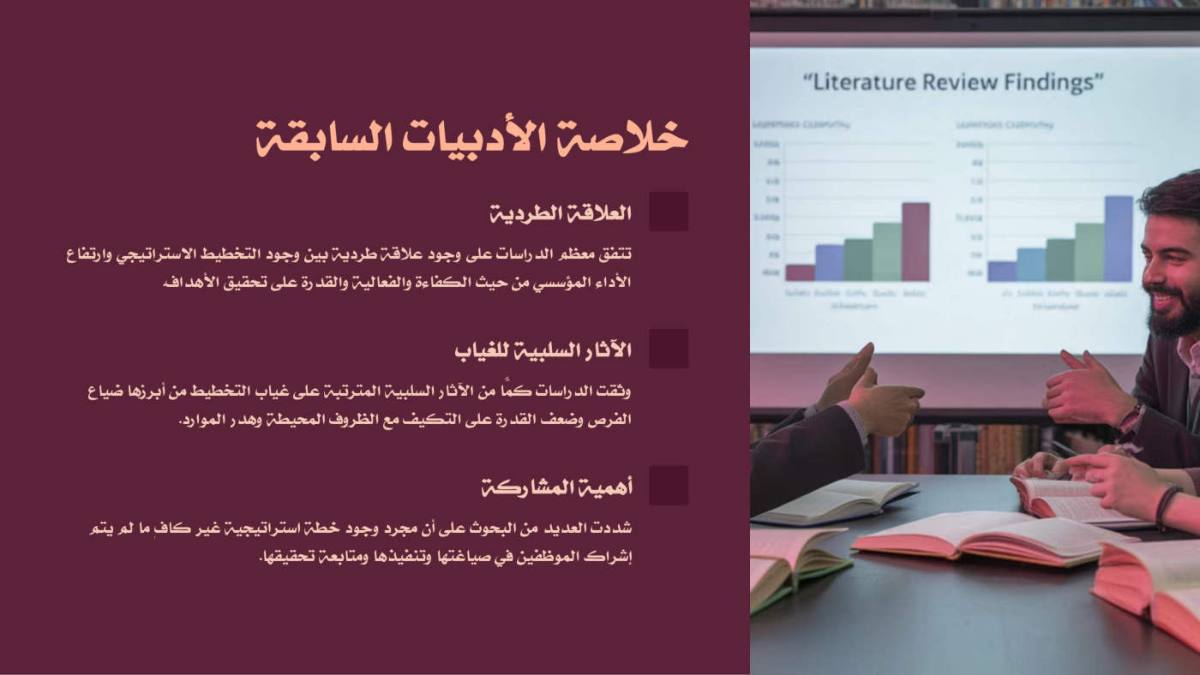 خلاصة الأدبيات السابقة
العلاقة الطردية
تتفق معظم الدراسات على وجود علاقة طردية بين وجود التخطيط الاستراتيجي وارتفاع
الأداء المؤسسي من حيث الكفاءة والفعالية والقدرة على تحقيق الأهداف.
الآثار السلبية للغياب
وثقت الدراسات كمًا من الآثار السلبية المترتبة على غياب التخطيط من أبرزها ضياع
الفرص وضعف القدرة على التكيف مع الظروف المحيطة وهدر الموارد.
أهمية المشاركة
شددت العديد من البحوث على أن مجرد وجود خطة استراتيجية غير كاف ما لم يتم
إشراك الموظفين في صياغتها وتنفيذها ومتابعة تحقيقها.
“Literature Review Findings”